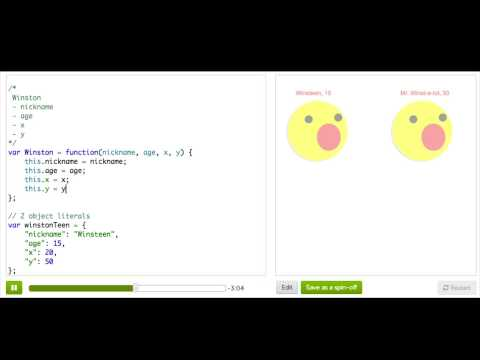 /*
Winston
- nickname
- age
- x
- y
*/
var Winston = function(nickname, age, x, y) {
this.nickname = nickname;
this.age = age;
this.x = x;
this.y = y
// 2 object literals
var winstonTeen = {
"nickname": "Winsteen",
"age": 15,
"x": 20,
"y": 50
};
Winsteen, 15
Mr. Winst-a-lot, 30
-3:04
Edit
Save as a spin-off
Restart